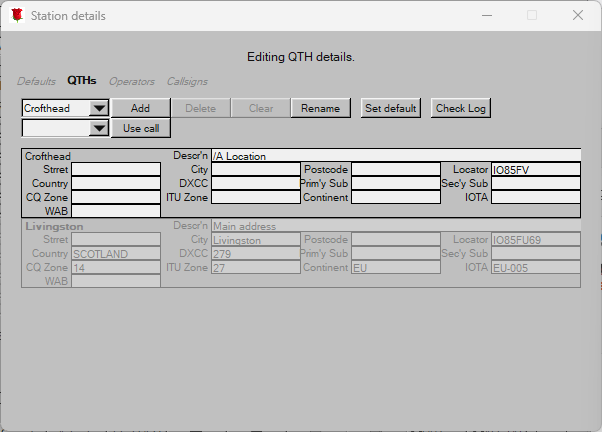 Station details
Editing QTH details.
Defaults QTHs Operators Callsigns
Crofthead Add Delete Clear Rename Set default Check Log
Use call
Crofthead Descr'n /A Location
Strret City Postcode Locator IO85FV
Country DXCC Prim'y Sub Sec'y Sub
CQ Zone ITU Zone Continent IOTA
WAB
Livingston Descr'n Main address
Strret City Livingston Postcode Locator IO85FU69
Country SCOTLAND DXCC 279 Prim'y Sub Sec'y Sub
CQ Zone 14 ITU Zone 27 Continent EU IOTA EU-005
WAB